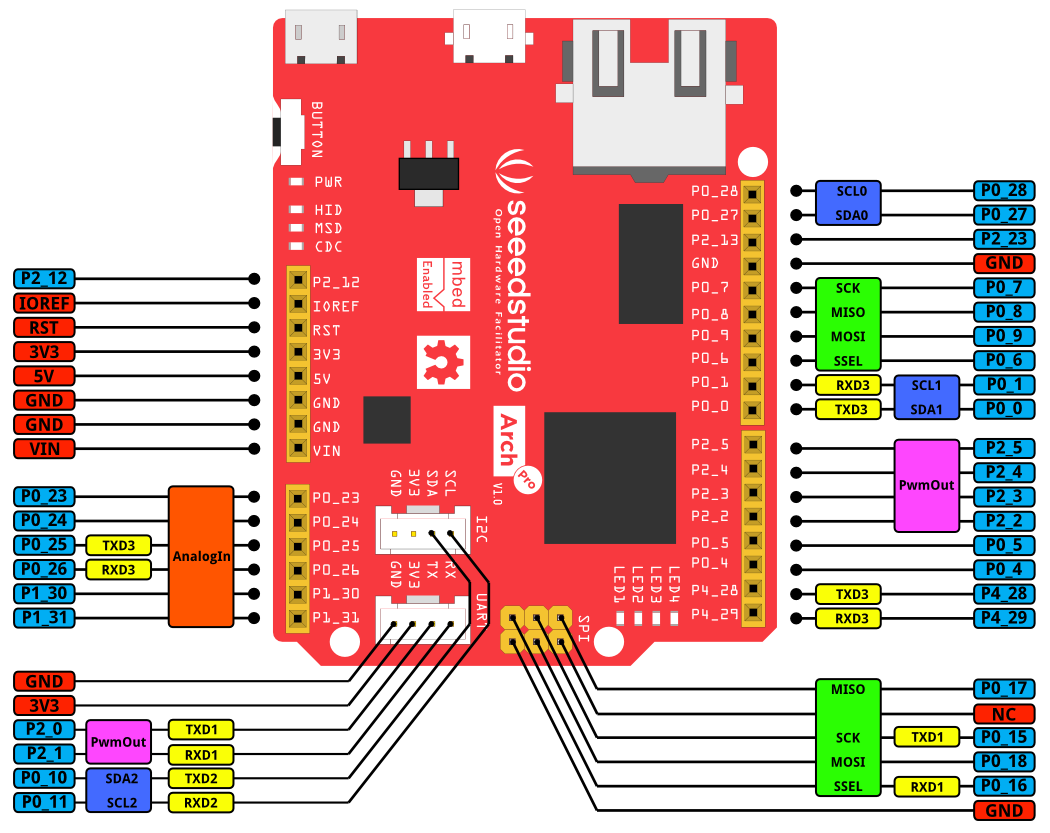 BUTTON
PWR
HID
MSD
CDC
seeedstudio
Open Hardware Facilitator
mbed
Enabled
Arch
Pro
V1.0
P2_12
IOREF
RST
3V3
5V
GND
GND
VIN
P2_12
IOREF
RST
3V3
5V
GND
GND
VIN
P0_23
P0_24
P0_25 TXD3
P0_26 RXD3
P1_30
P1_31
AnalogIn
P0_23
P0_24
P0_25
P0_26
P1_30
P1_31
GND 3V3 SDA SCL
I2C
GND 3V3 TX RX
UART
GND
3V3
P2_0 TXD1
P2_1 RXD1
PwmOut
P0_10 SDA2 TXD2
P0_11 SCL2 RXD2
P0_28
P0_27
P2_13
GND
P0_7
P0_8
P0_9
P0_6
P0_1
P0_0
P2_5
P2_4
P2_3
P2_2
P0_5
P0_4
P4_28
P4_29
LED1
LED2
LED3
LED4
SPI
SCL0 P0_28
SDA0 P0_27
P2_23
GND
SCK P0_7
MISO P0_8
MOSI P0_9
SSEL P0_6
RXD3 SCL1 P0_1
TXD3 SDA1 P0_0
P2_5
P2_4
PwmOut
P2_3
P2_2
P0_5
P0_4
TXD3 P4_28
RXD3 P4_29
MISO P0_17
NC
SCK TXD1 P0_15
MOSI P0_18
SSEL RXD1 P0_16
GND